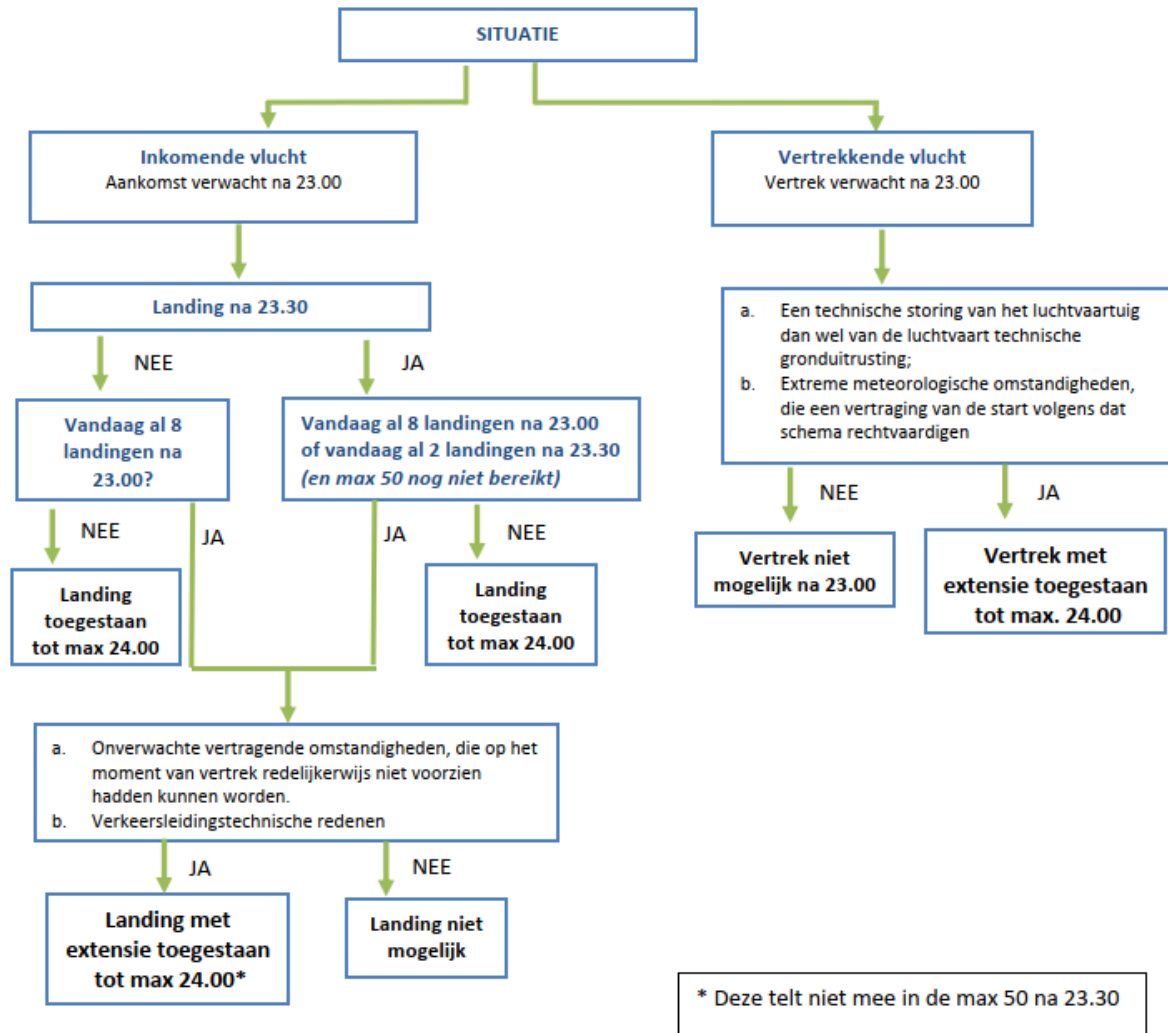 SITUATIE
Inkomende vlucht
Aankomst verwacht na 23.00
Vertrekkende vlucht
Vertrek verwacht na 23.00
Landing na 23.30
a. Een technische storing van het luchtvaartuig
dan wel van de luchtvaart technische
gronduitrusting;
b. Extreme meteorologische omstandigheden,
die een vertraging van de start volgens dat
schema rechtvaardigen
NEE
JA
Vandaag al 8
landingen na
23.00?
Vandaag al 8 landingen na 23.00
of vandaag al 2 landingen na 23.30
(en max 50 nog niet bereikt)
NEE
JA
NEE
JA
JA
NEE
Landing
toegestaan
tot max 24.00
Landing
toegestaan
tot max 24.00
Vertrek niet
mogelijk na 23.00
Vertrek met
extensie toegestaan
tot max. 24.00
a. Onverwachte vertragende omstandigheden, die op het
moment van vertrek redelijkerwijs niet voorzien
hadden kunnen worden.
b. Verkeersleidingstechnische redenen
JA
NEE
Landing met
extensie toegestaan
tot max 24.00*
Landing niet
mogelijk
* Deze telt niet mee in de max 50 na 23.30